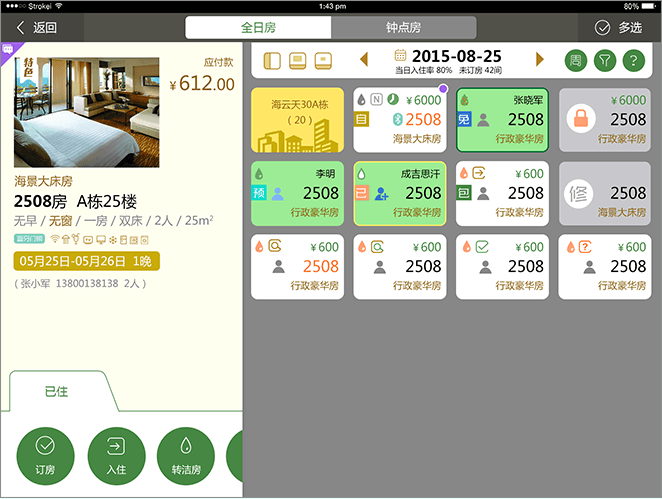 Strokei
1:43 pm
80%
返回
全日房
钟点房
多选
特色
应付款
¥612.00
海景大床房
2508房 A栋25楼
无早 / 无窗 / 一房 / 双床 / 2人 / 25m²
蓝牙门锁
05月25日-05月26日 1晚
( 张小军 13800138138 2人 )
已住
订房
入住
转洁房
2015-08-25
当日入住率 80% 未订房 42间
周
?
海云天30A栋
( 20 )
N
¥6000
自
2508
海景大床房
张晓军
免
2508
行政豪华房
¥6000
2508
行政豪华房
李明
预
2508
行政豪华房
成吉思汗
已
2508
行政豪华房
¥600
包
2508
行政豪华房
修
2508
海景大床房
¥600
2508
行政豪华房
¥600
2508
行政豪华房
¥600
2508
行政豪华房
?
¥600
2508
行政豪华房